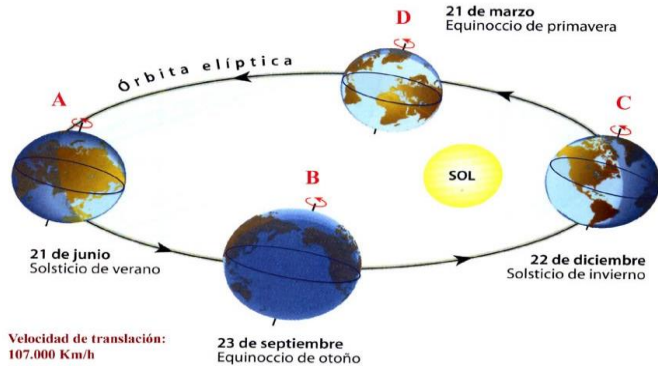 D
21 de marzo
Equinoccio de primavera
Órbita elíptica
A
C
B
SOL
21 de junio
Solsticio de verano
22 de diciembre
Solsticio de invierno
23 de septiembre
Equinoccio de otoño
Velocidad de translación:
107.000 Km/h